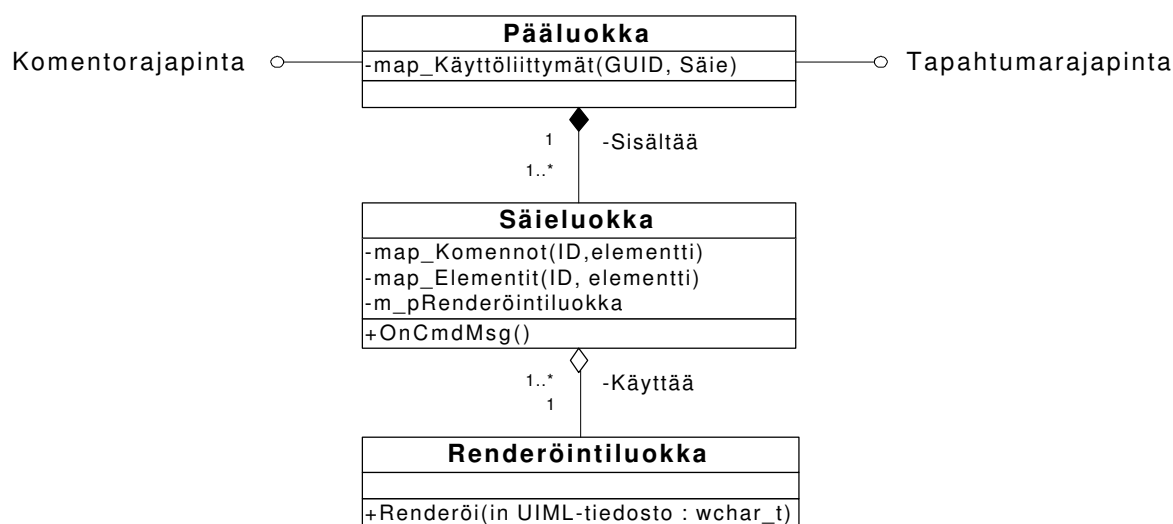 Pääluokka
Komentorajapinta
-map_Käyttöliittymät(GUID, Säie)
Tapahtumarajapinta
1
-Sisältää
1..*
Säieluokka
-map_Komennot(ID,elementti)
-map_Elementit(ID, elementti)
-m_pRenderöintiluokka
+OnCmdMsg()
1..*
-Käyttää
1
Renderöintiluokka
+Renderöi(in UIML-tiedosto : wchar_t)